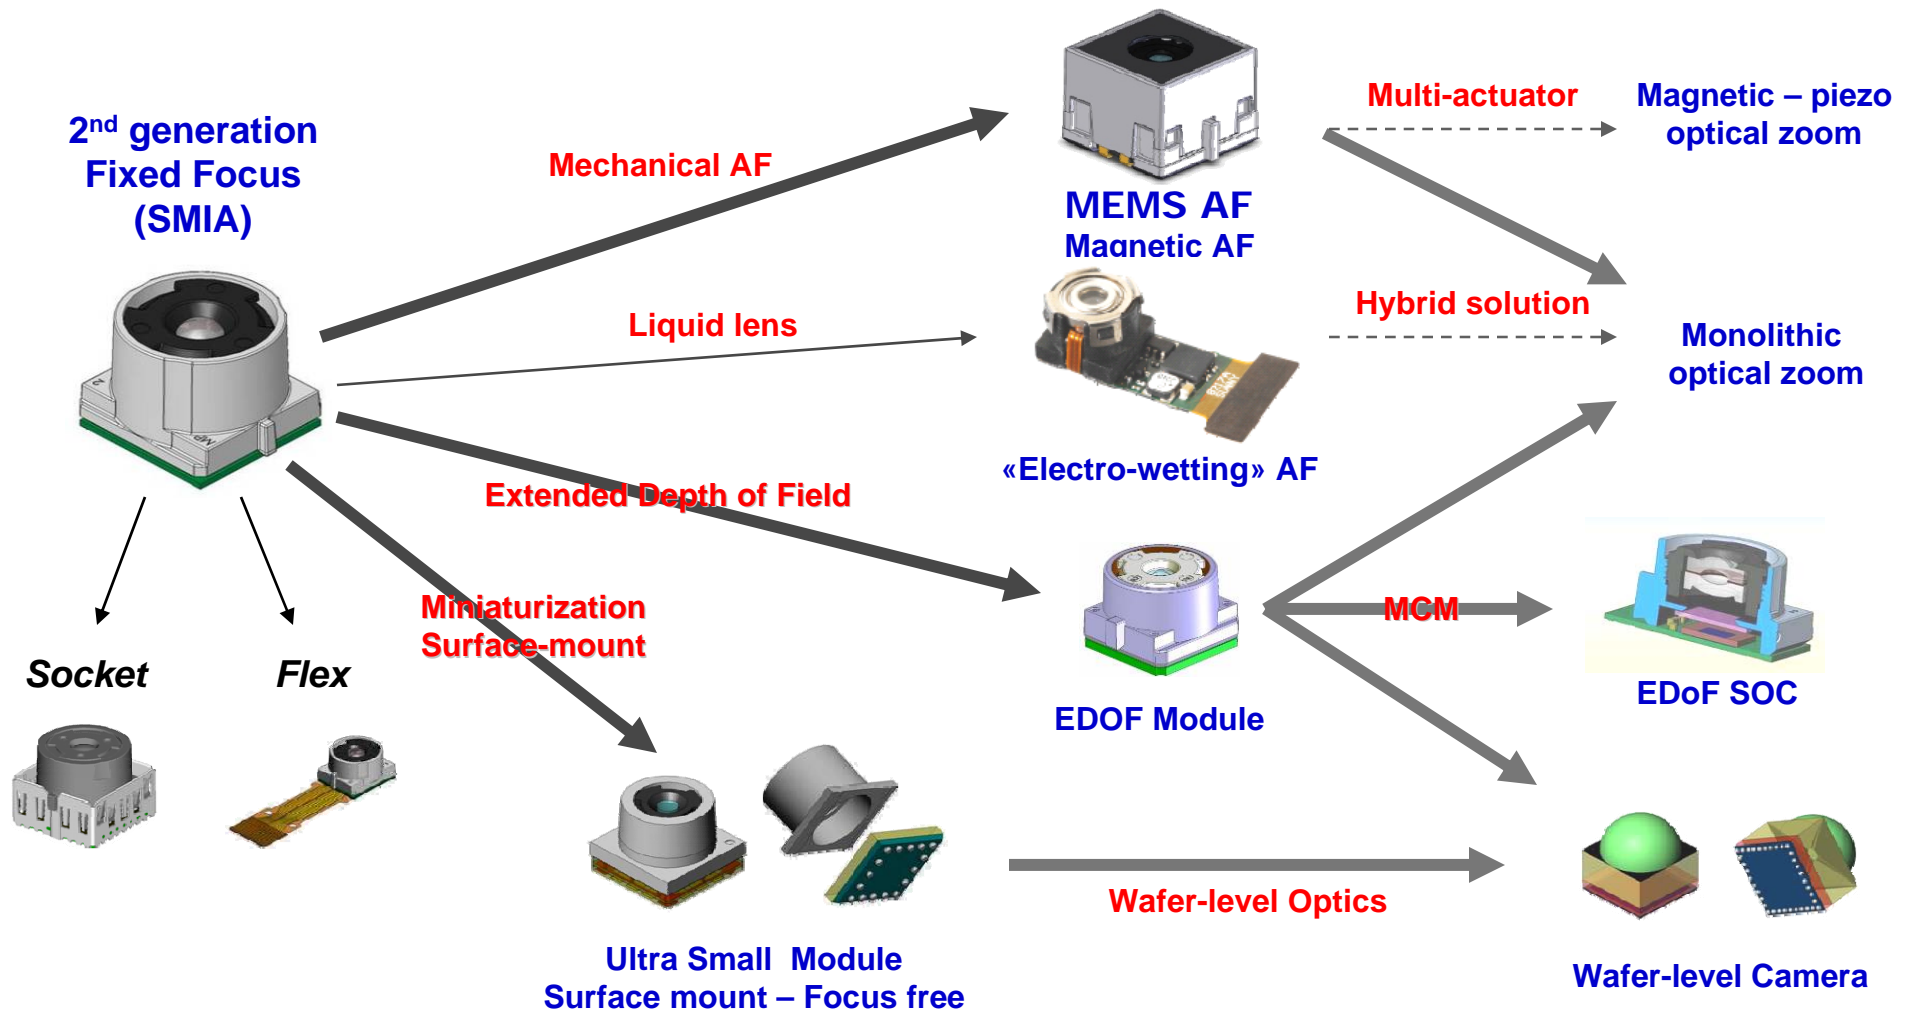 2nd generation
Fixed Focus
(SMIA)
Mechanical AF
MEMS AF
Magnetic AF
Multi-actuator
Magnetic – piezo
optical zoom
Liquid lens
Hybrid solution
Monolithic
optical zoom
«Electro-wetting» AF
Extended Depth of Field
Miniaturization
Surface-mount
MCM
Socket
Flex
EDOF Module
EDoF SOC
Wafer-level Optics
Ultra Small  Module
Surface mount – Focus free
Wafer-level Camera